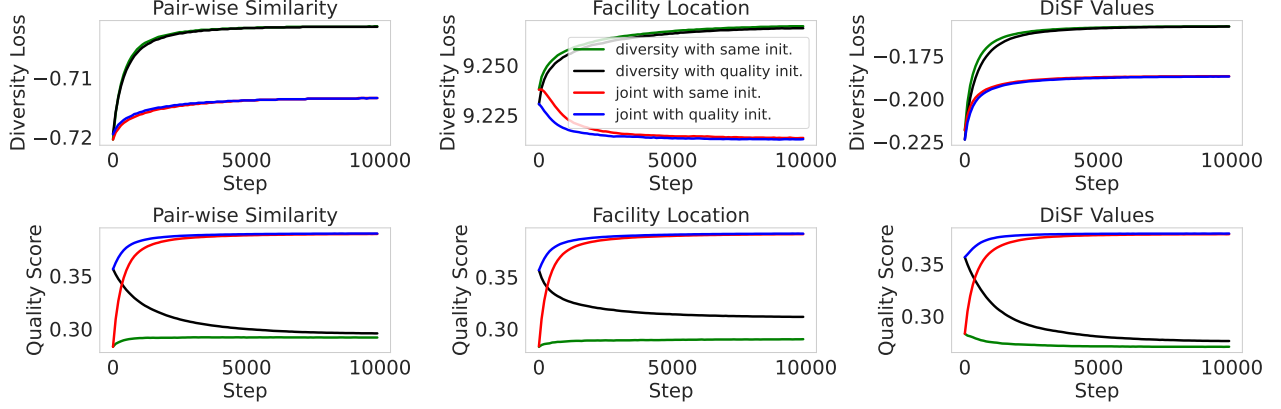 Pair-wise Similarity
Diversity Loss
−0.71
−0.72
0 5000 10000
Step
Facility Location
Diversity Loss
9.250
9.225
diversity with same init.
diversity with quality init.
joint with same init.
joint with quality init.
0 5000 10000
Step
DiSF Values
Diversity Loss
−0.175
−0.200
−0.225
0 5000 10000
Step
Pair-wise Similarity
Quality Score
0.35
0.30
0 5000 10000
Step
Facility Location
Quality Score
0.35
0.30
0 5000 10000
Step
DiSF Values
Quality Score
0.35
0.30
0 5000 10000
Step